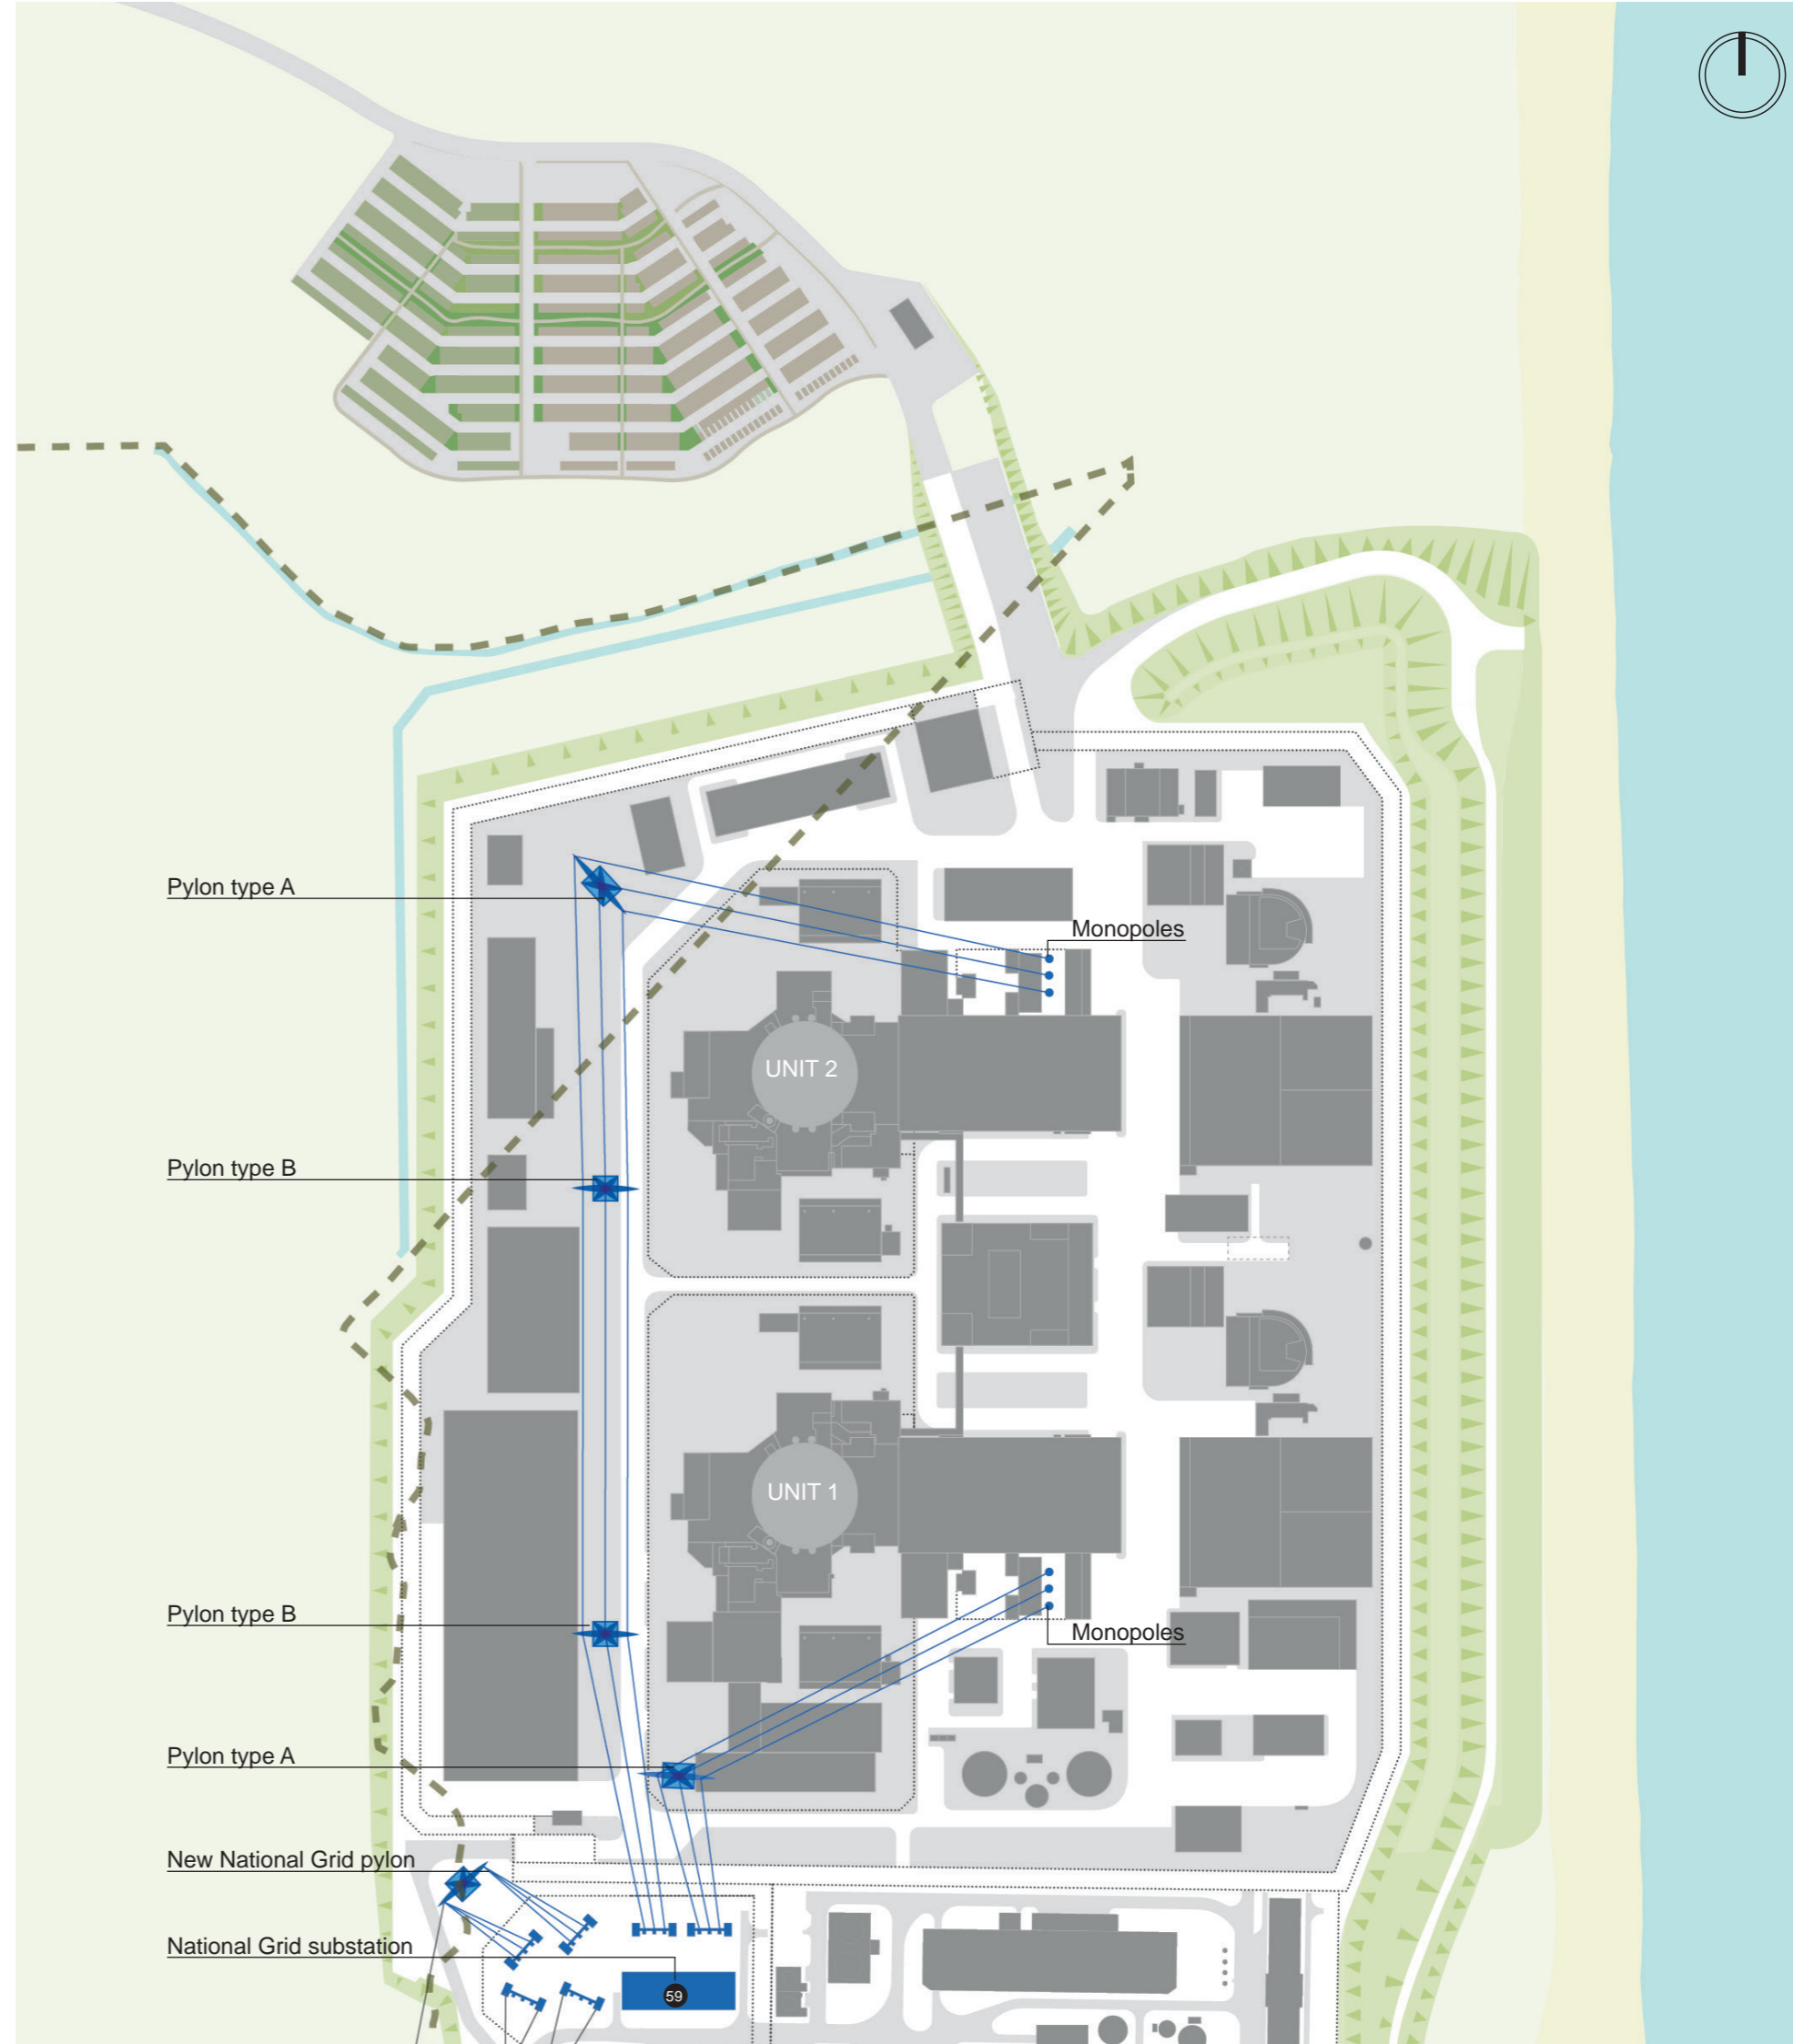 Pylon type A
Monopoles
UNIT 2
Pylon type B
UNIT 1
Pylon type B
Monopoles
Pylon type A
New National Grid pylon
National Grid substation
59